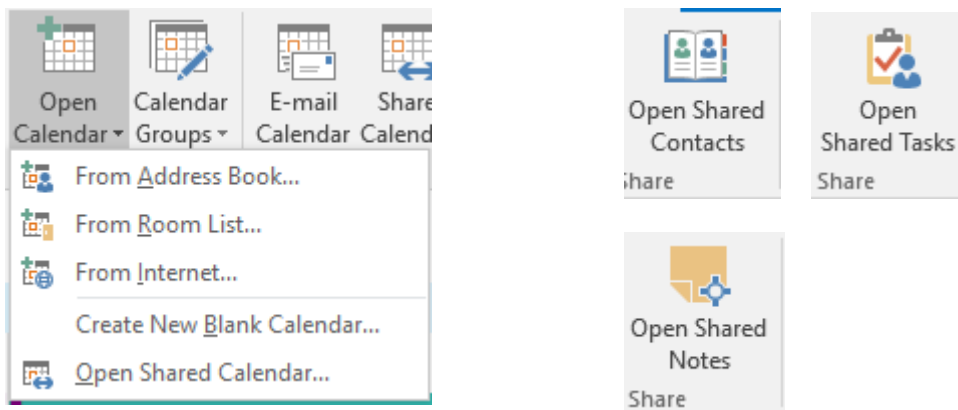 Open Calendar Calendar Groups E-mail Calendar Share Calend
From Address Book...
From Room List...
From Internet...
Create New Blank Calendar...
Open Shared Calendar...
Open Shared
Contacts
Share
Open
Shared Tasks
Share
Open Shared
Notes
Share